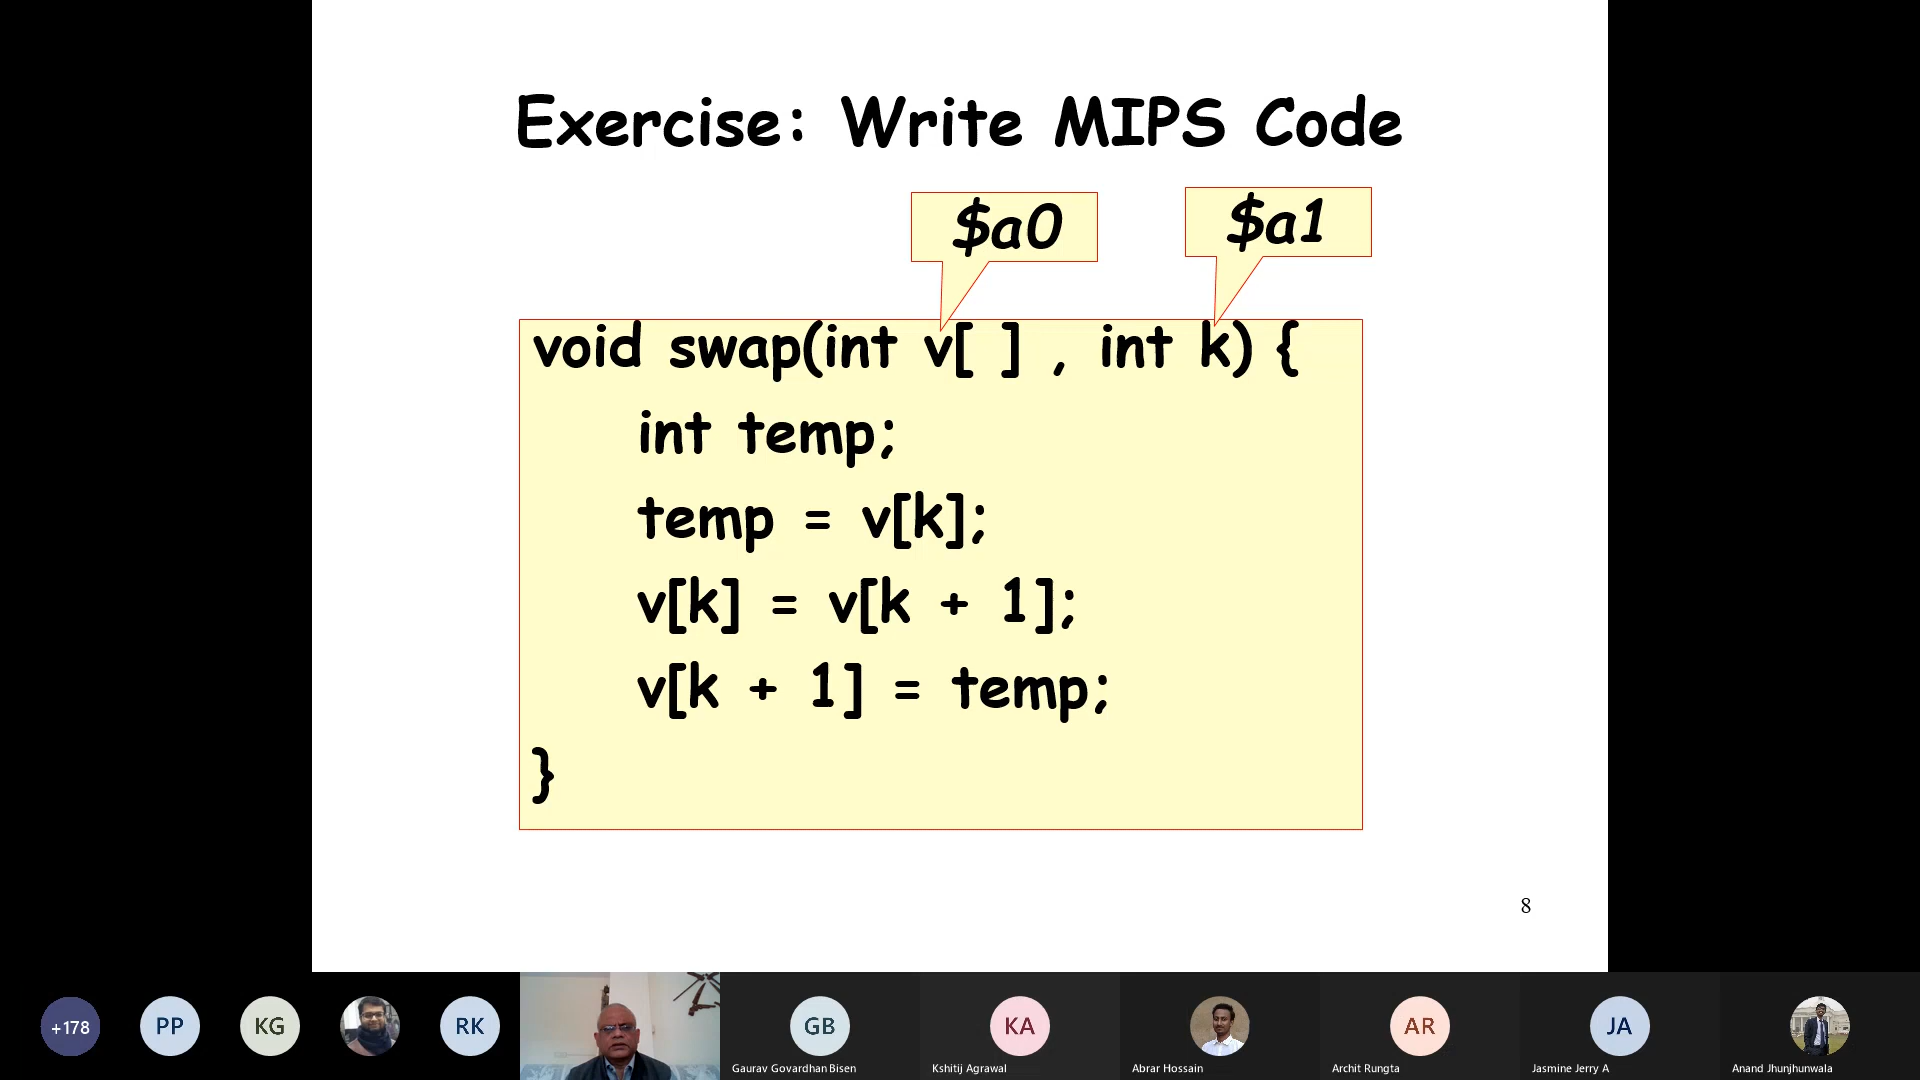 Exercise: Write MIPS Code
$a0
$a1
void swap(int v[ ] , int k) {
int temp;
temp = v[k];
v[k] = v[k + 1];
v[k + 1] = temp;
}
8
+178
PP
KG
RK
GB
KA
AR
JA
Gaurav Govardhan Bisen
Kshitij Agrawal
Abrar Hossain
Archit Rungta
Jasmine Jerry A
Anand Jhunjhunwala